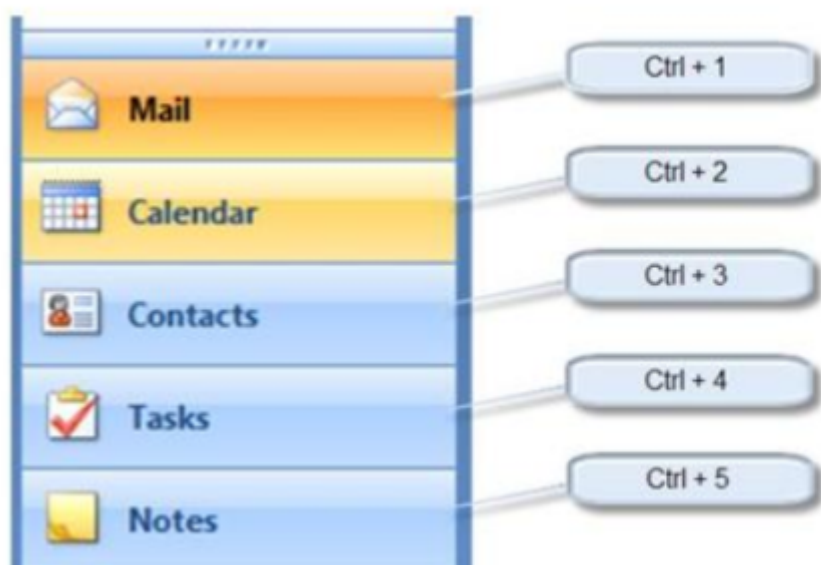 Mail
Ctrl + 1
Calendar
Ctrl + 2
Contacts
Ctrl + 3
Tasks
Ctrl + 4
Notes
Ctrl + 5